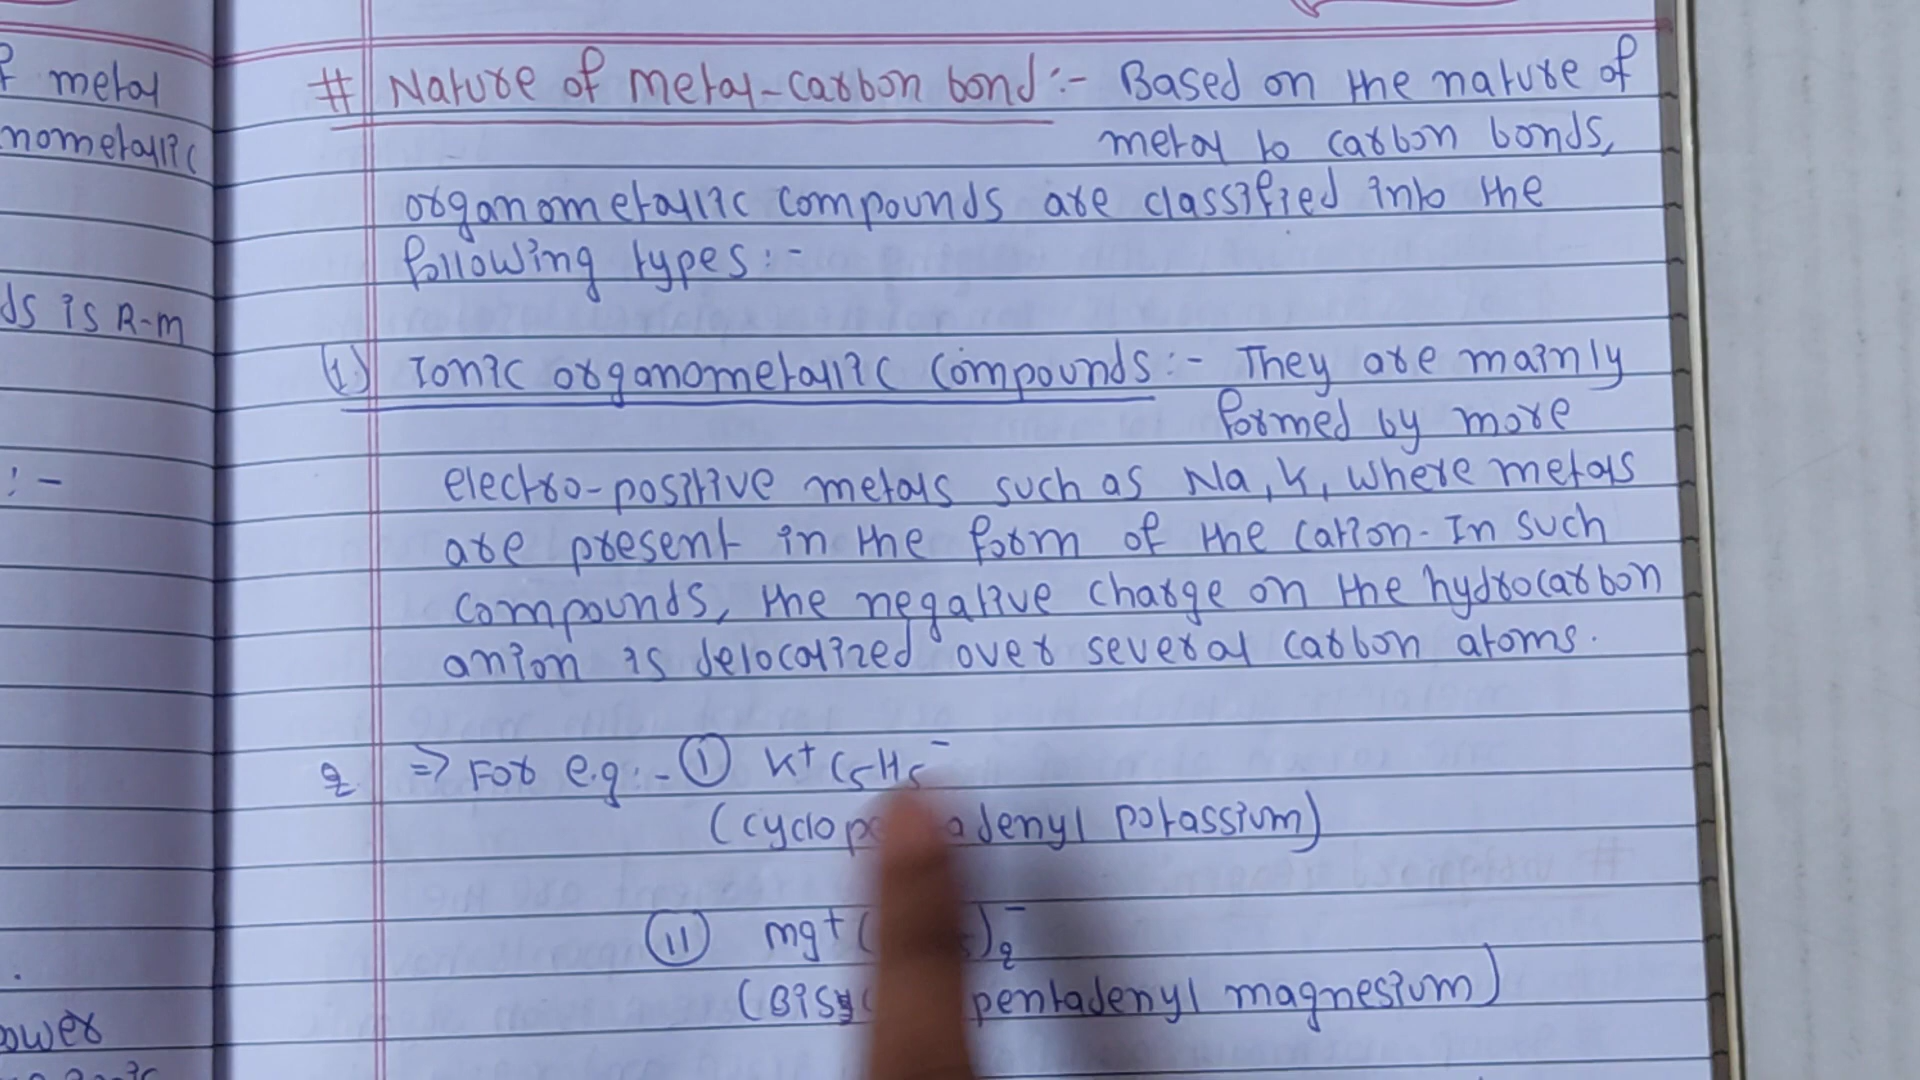 f metal
nometallic
ds is R-m
:-
ower
# Nature of metal-carbon bond :- Based on the nature of
metal to carbon bonds,
organometallic compounds are classified into the
following types :-
(1.) Ionic organometallic compounds :- They are mainly
formed by more
electro-positive metals such as Na, K, where metals
are present in the form of the cation. In such
compounds, the negative charge on the hydrocarbon
anion is delocalized over several carbon atoms.
2. => For e.g :- (i) K⁺C₅H₅⁻
adenyl potassium)
(ii) mg⁺ ( )₂⁻
pentadenyl magnesium)